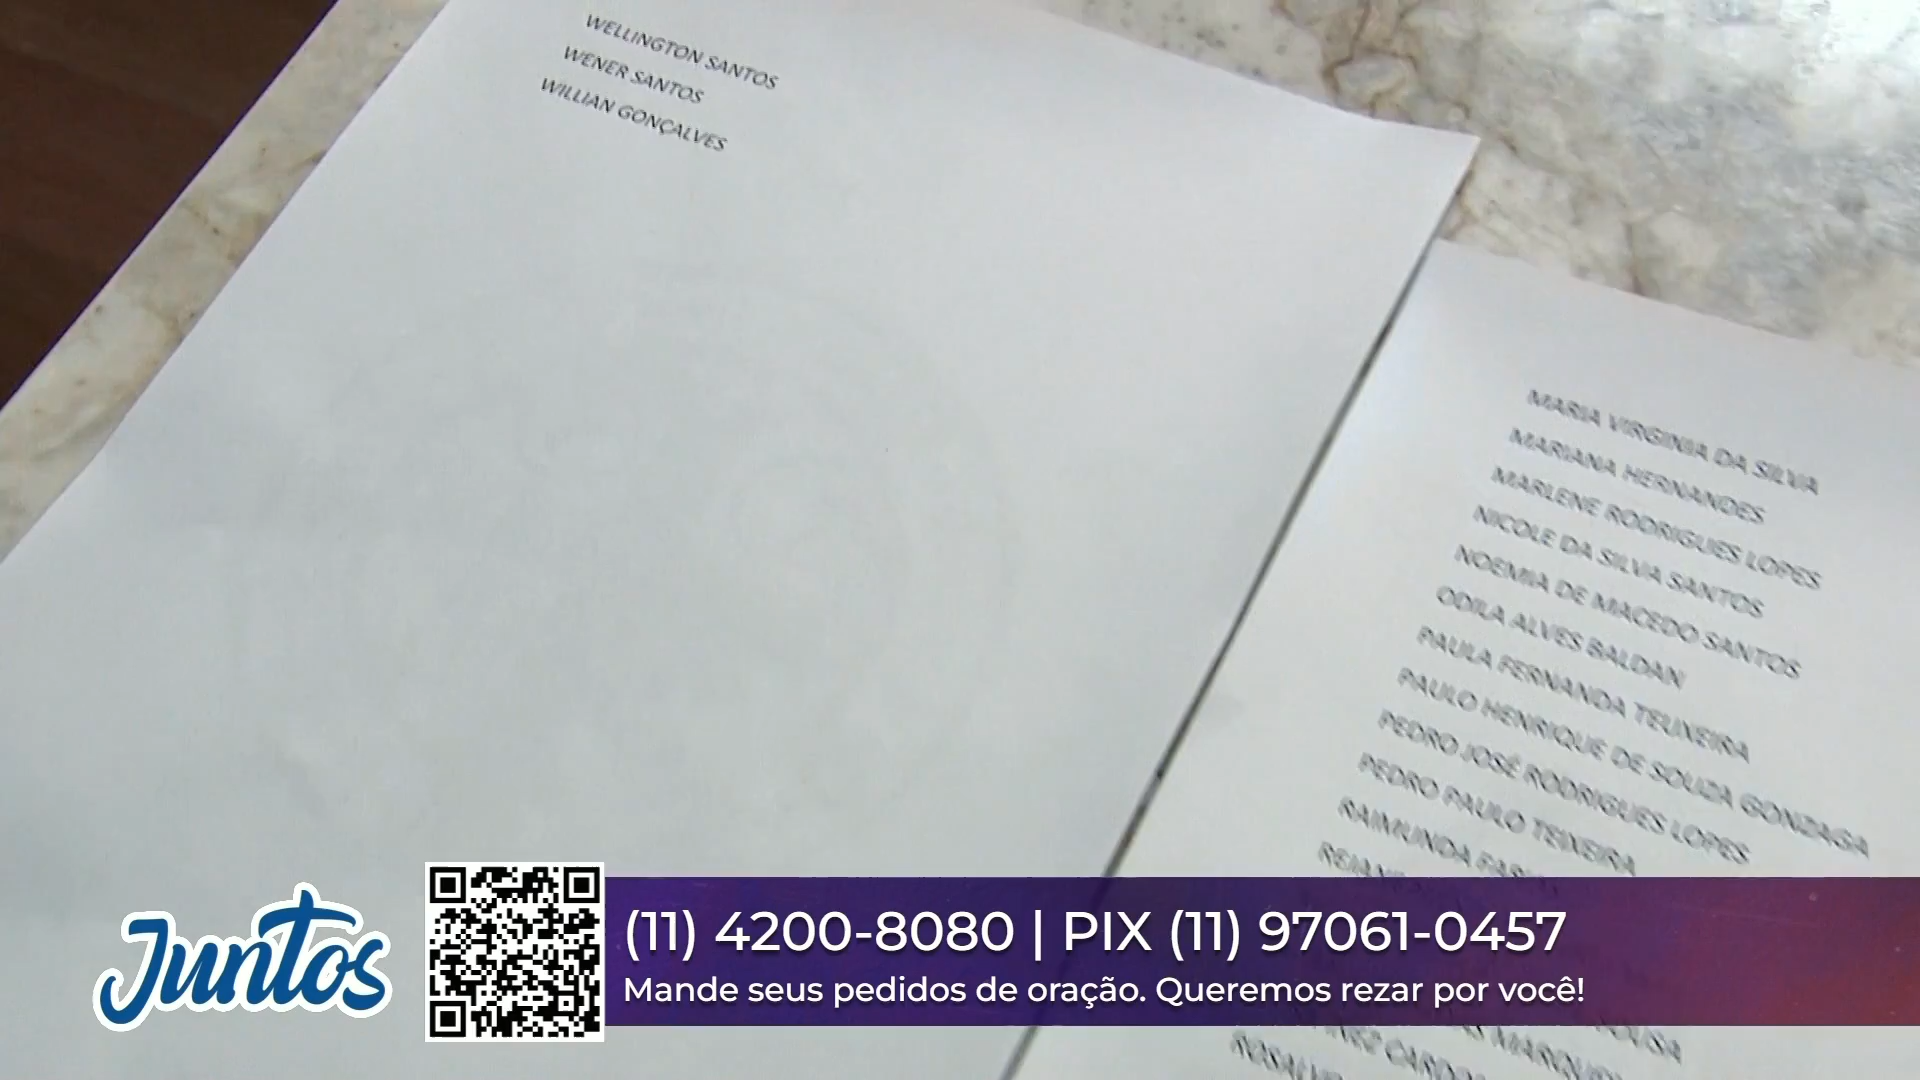 WELLINGTON SANTOS
WENER SANTOS
WILLIAN GONÇALVES
MARIA VIRGINIA DA SILVA
MARIANA HERNANDES
MARLENE RODRIGUES LOPES
NICOLE DA SILVA SANTOS
NOEMIA DE MACEDO SANTOS
ODILA ALVES BALDAN
PAULA FERNANDA TEUXEIRA
PAULO HENRIQUE DE SOUZA GONZAGA
PEDRO JOSÉ RODRIGUES LOPES
PEDRO PAULO TEIXEIRA
RAIMUNDA
Juntos
(11) 4200-8080 | PIX (11) 97061-0457
Mande seus pedidos de oração. Queremos rezar por você!